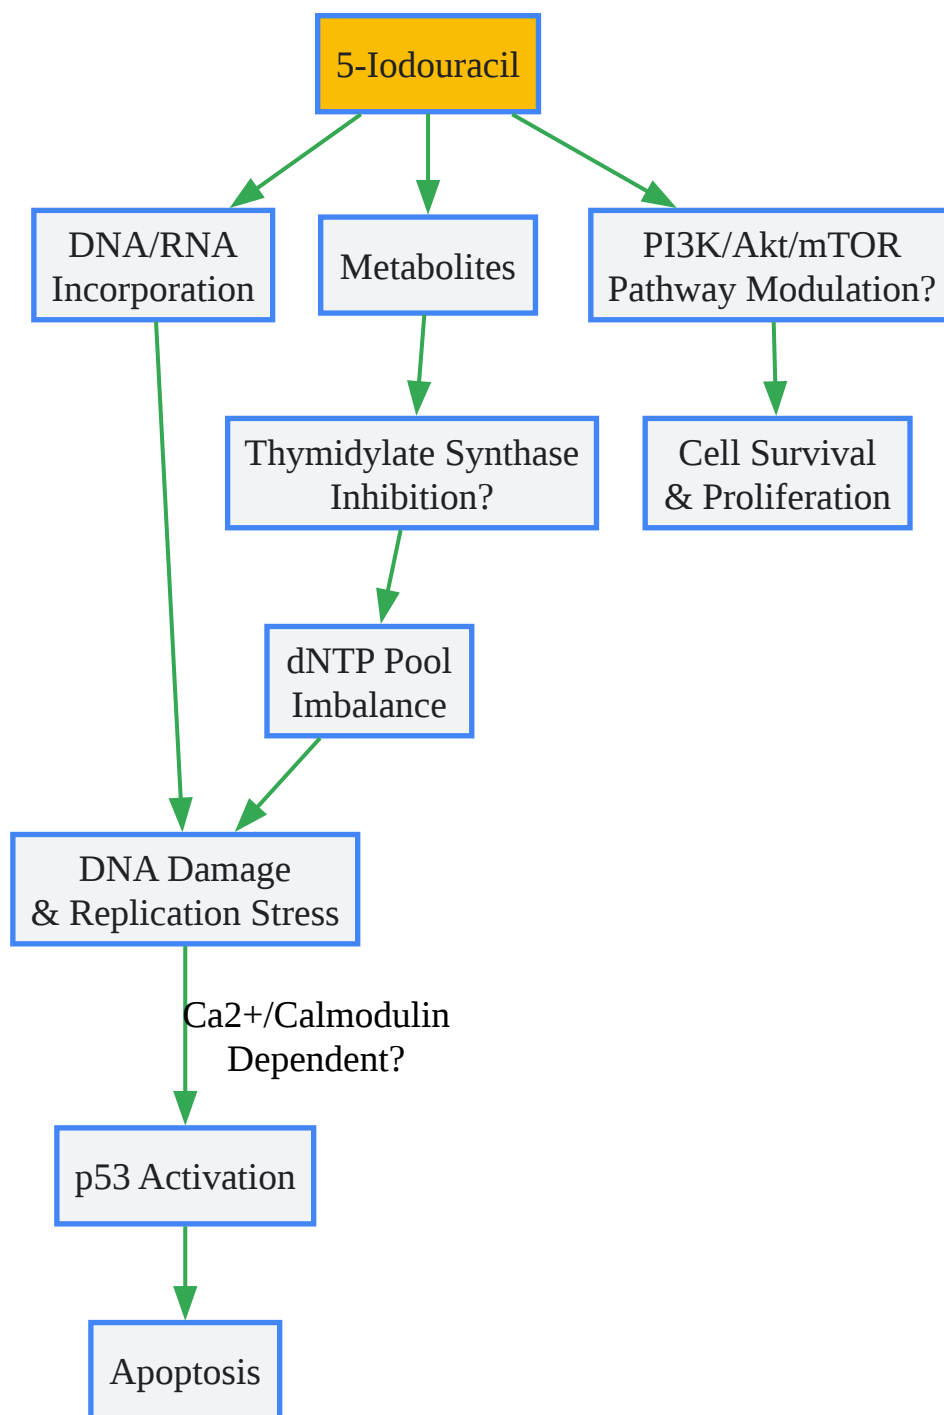 5-Iodouracil
DNA/RNA
Incorporation
Metabolites
PI3K/Akt/mTOR
Pathway Modulation?
Thymidylate Synthase
Inhibition?
Cell Survival
& Proliferation
dNTP Pool
Imbalance
DNA Damage
& Replication Stress
Ca2+/Calmodulin
Dependent?
p53 Activation
Apoptosis